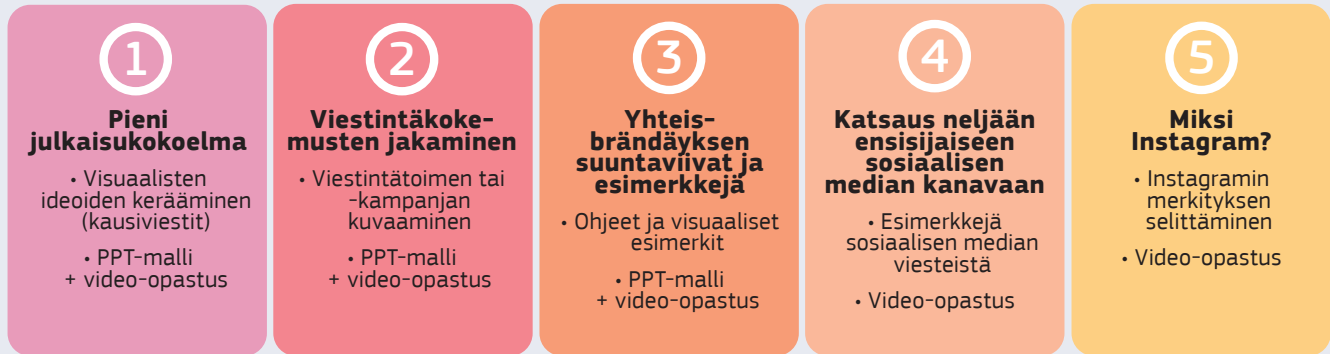 1
Pieni
julkaisukokoelma
• Visuaalisten
ideoiden kerääminen
(kausiviestit)
• PPT-malli
+ video-opastus
2
Viestintäkoke-
musten jakaminen
• Viestintätoimen tai
-kampanjan
kuvaaminen
• PPT-malli
+ video-opastus
3
Yhteis-
brändäyksen
suuntaviivat ja
esimerkkejä
• Ohjeet ja visuaaliset
esimerkit
• PPT-malli
+ video-opastus
4
Katsaus neljään
ensisijaiseen
sosiaalisen
median kanavaan
• Esimerkkejä
sosiaalisen median
viesteistä
• Video-opastus
5
Miksi
Instagram?
• Instagramin
merkityksen
selittäminen
• Video-opastus